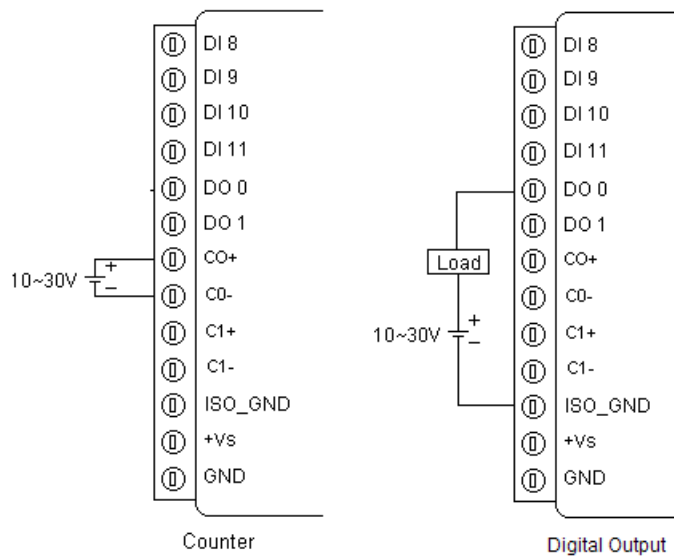 DI 8
DI 9
DI 10
DI 11
DO 0
DO 1
CO+
C0-
C1+
C1-
ISO_GND
+Vs
GND
10~30V
+
−
Counter
DI 8
DI 9
DI 10
DI 11
DO 0
DO 1
CO+
C0-
C1+
C1-
ISO_GND
+Vs
GND
Load
10~30V
+
−
Digital Output